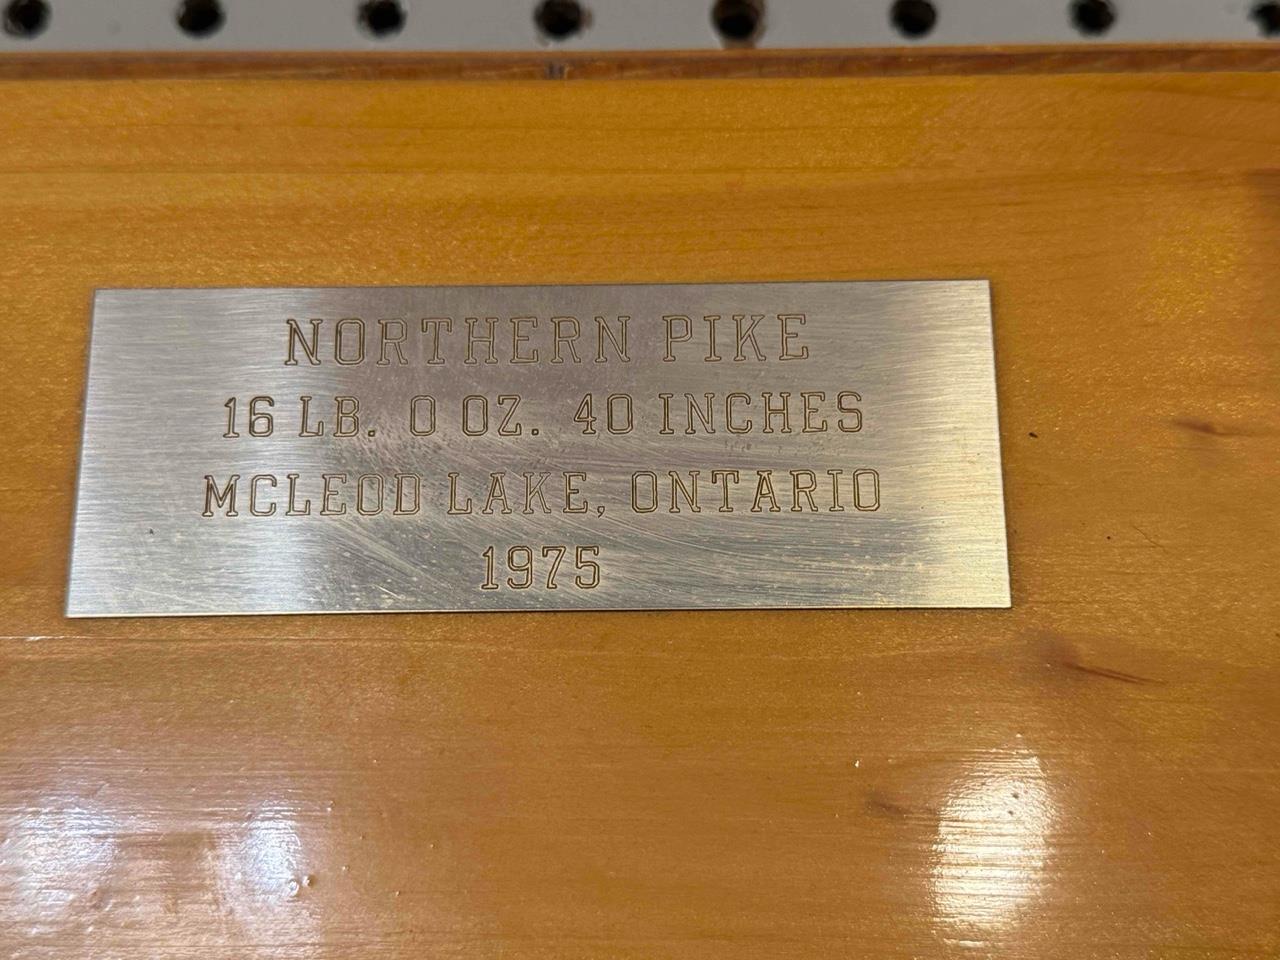 NORTHERN PIKE
16 LB. 0 OZ. 40 INCHES
MCLEOD LAKE, ONTARIO
1975